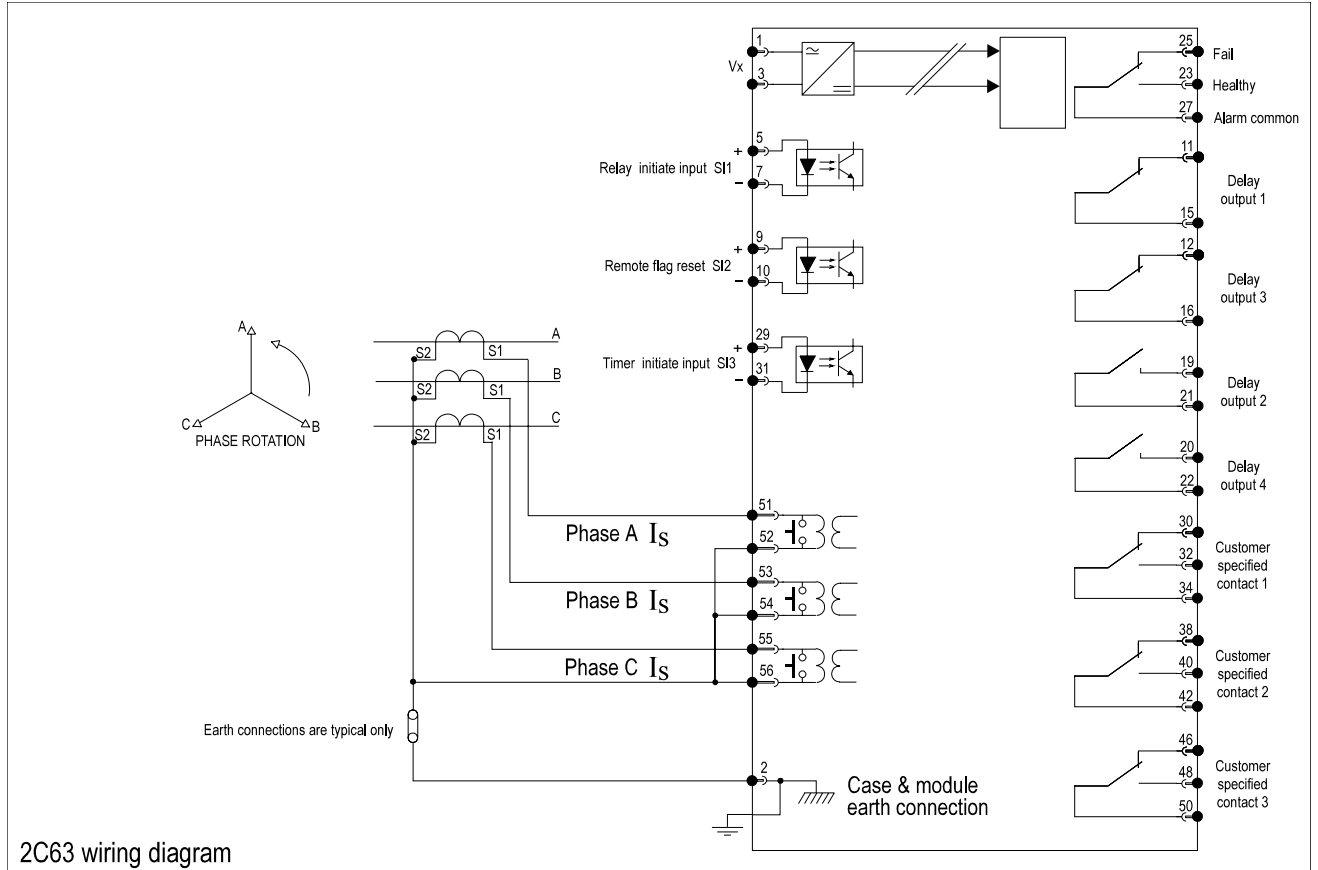 1
Vx
3
25
Fail
23
Healthy
27
Alarm common
5
+
Relay initiate input SI1
7
−
11
Delay
output 1
15
9
+
Remote flag reset SI2
10
−
12
Delay
output 3
16
29
+
Timer initiate input SI3
31
−
19
Delay
output 2
21
20
Delay
output 4
22
A
C
B
PHASE ROTATION
A
S2
S1
B
S2
S1
C
S2
S1
51
Phase A IS
52
53
Phase B IS
54
55
Phase C IS
56
30
Customer
32
specified
contact 1
34
38
Customer
40
specified
contact 2
42
46
Customer
48
specified
contact 3
50
Earth connections are typical only
2
Case & module
earth connection
2C63 wiring diagram